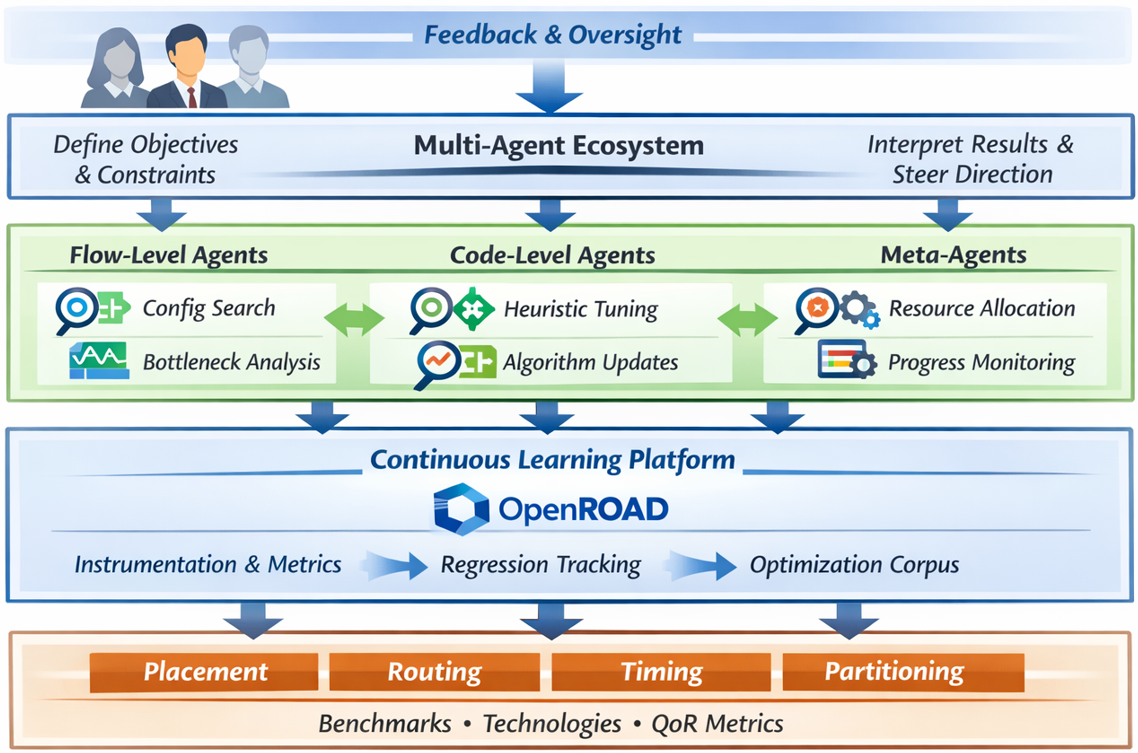 Feedback & Oversight
Define Objectives
& Constraints
Multi-Agent Ecosystem
Interpret Results &
Steer Direction
Flow-Level Agents
Config Search
Bottleneck Analysis
Code-Level Agents
Heuristic Tuning
Algorithm Updates
Meta-Agents
Resource Allocation
Progress Monitoring
Continuous Learning Platform
OpenROAD
Instrumentation & Metrics
Regression Tracking
Optimization Corpus
Placement
Routing
Timing
Partitioning
Benchmarks • Technologies • QoR Metrics